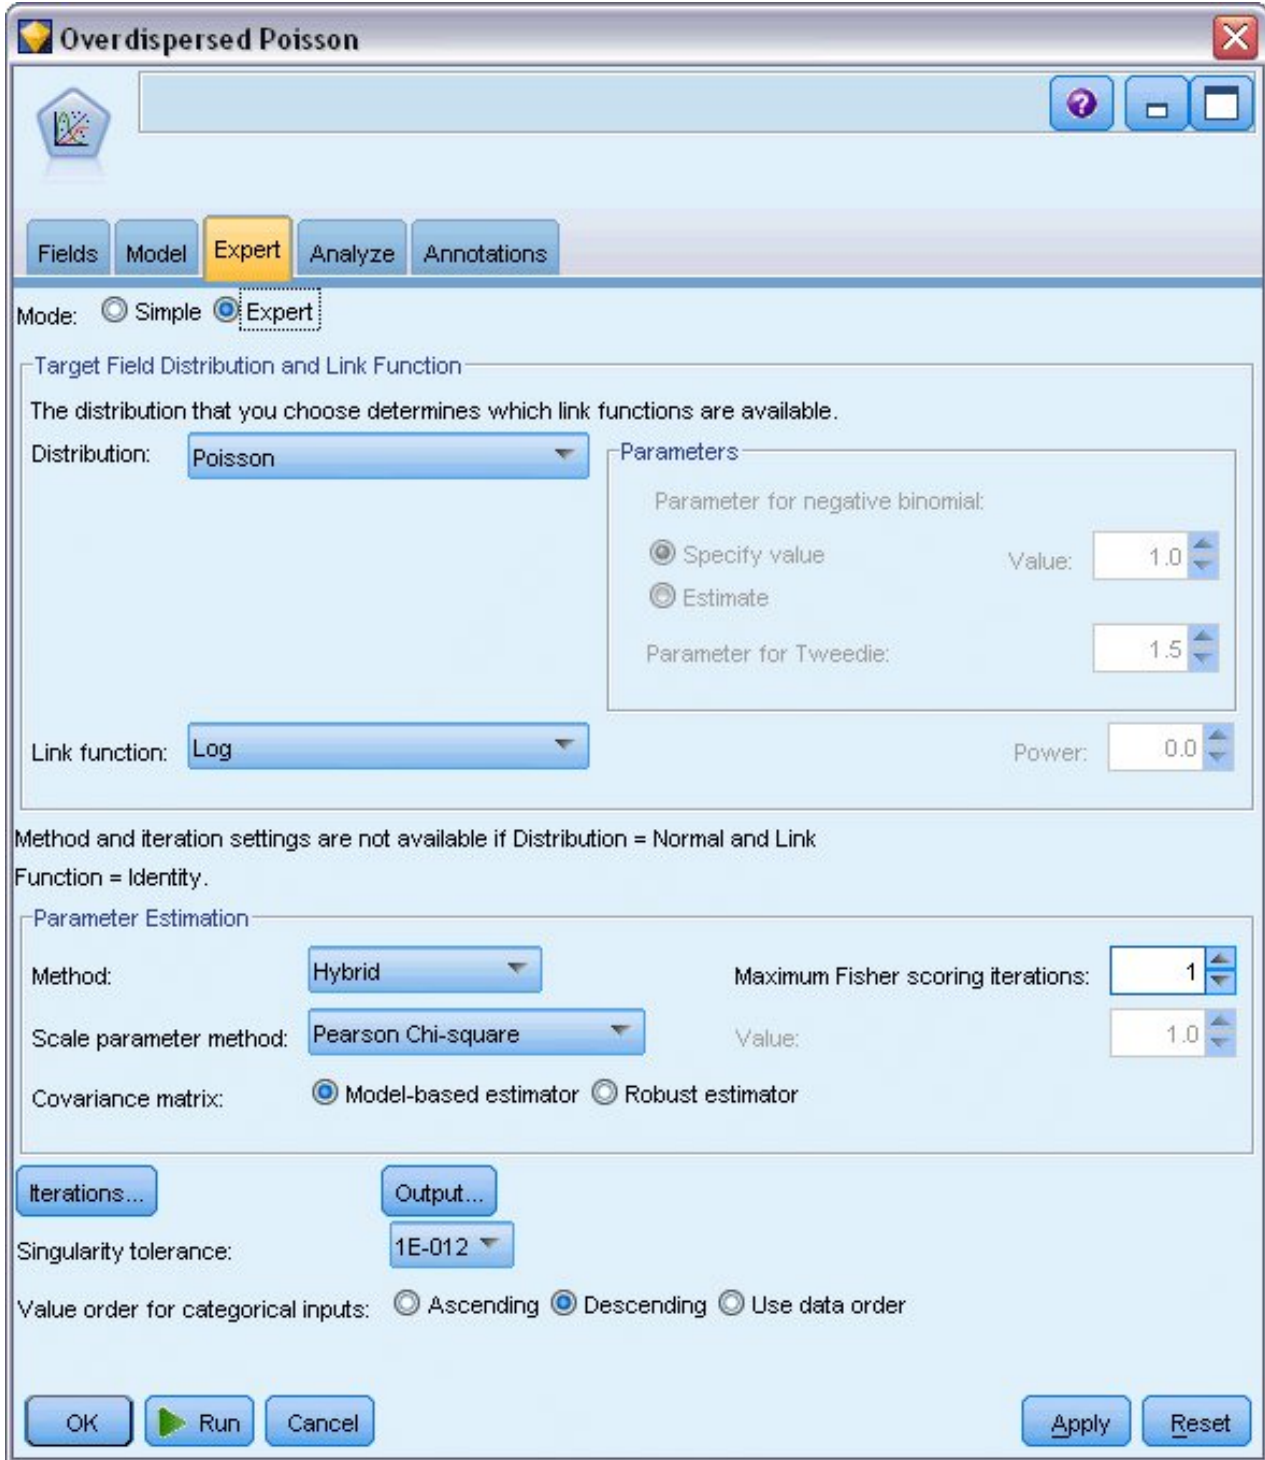 Overdispersed Poisson
Fields Model Expert Analyze Annotations
Mode: Simple Expert
Target Field Distribution and Link Function
The distribution that you choose determines which link functions are available.
Distribution: Poisson
Parameters
Parameter for negative binomial:
Specify value Value: 1.0
Estimate
Parameter for Tweedie: 1.5
Link function: Log Power: 0.0
Method and iteration settings are not available if Distribution = Normal and Link
Function = Identity.
Parameter Estimation
Method: Hybrid Maximum Fisher scoring iterations: 1
Scale parameter method: Pearson Chi-square Value: 1.0
Covariance matrix: Model-based estimator Robust estimator
Iterations... Output...
Singularity tolerance: 1E-012
Value order for categorical inputs: Ascending Descending Use data order
OK Run Cancel Apply Reset